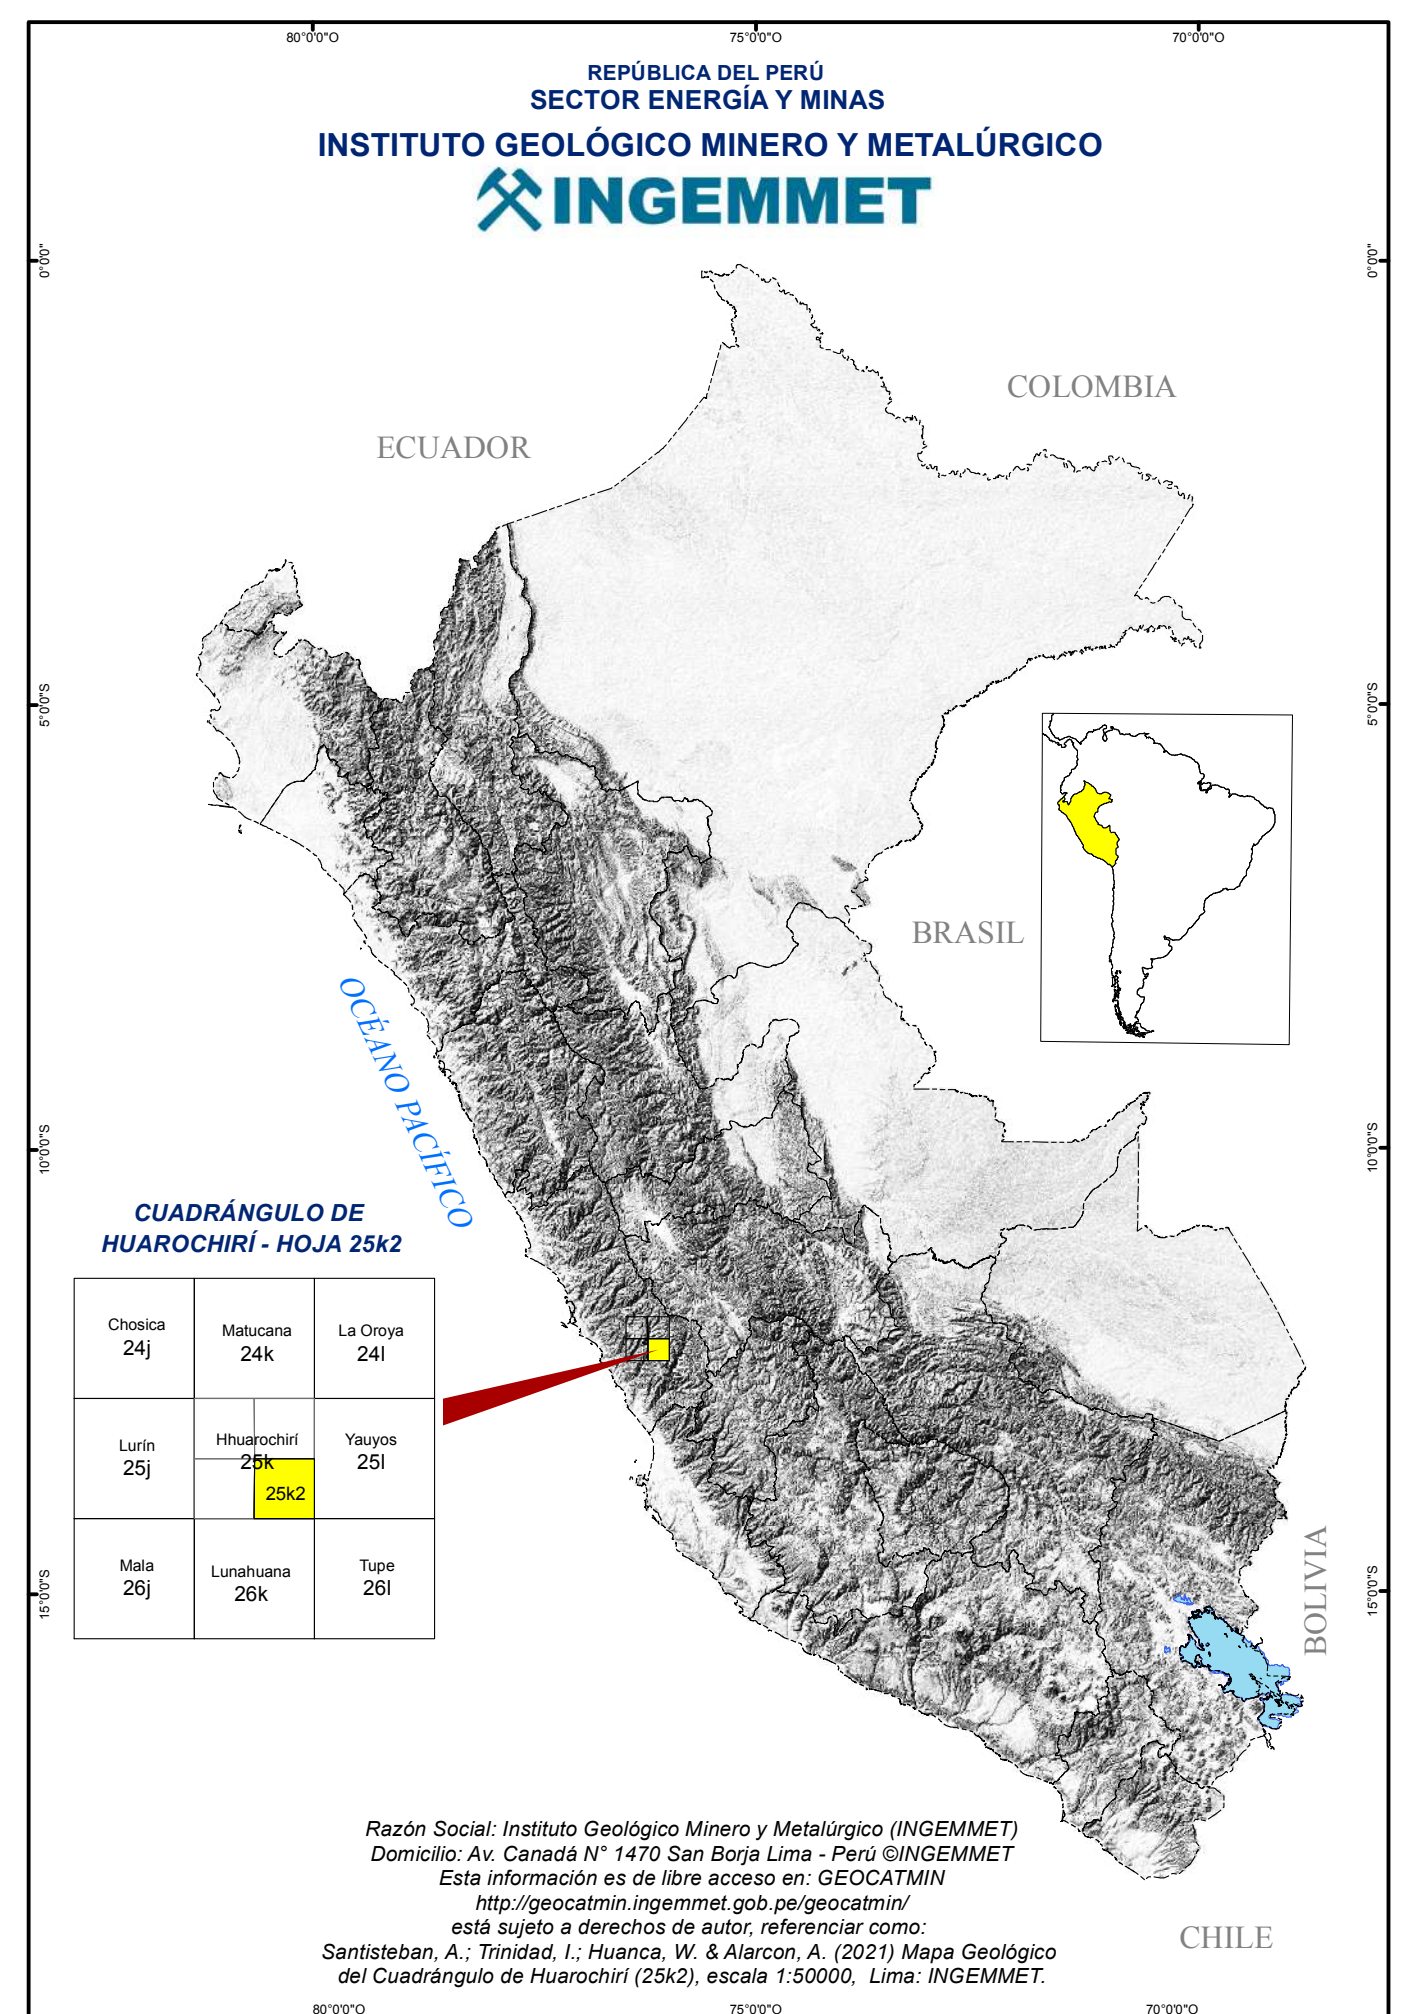 80°0'0"O 75°0'0"O 70°0'0"O
REPÚBLICA DEL PERÚ
SECTOR ENERGÍA Y MINAS
INSTITUTO GEOLÓGICO MINERO Y METALÚRGICO
INGEMMET
0°0'0" 0°0'0"
COLOMBIA
ECUADOR
5°0'0"S 5°0'0"S
BRASIL
OCÉANO PACÍFICO
10°0'0"S 10°0'0"S
CUADRÁNGULO DE
HUAROCHIRÍ - HOJA 25k2
Chosica Matucana La Oroya
24j 24k 24l
Lurín Hhuarochirí Yauyos
25j 25k 25l
25k2
Mala Lunahuana Tupe
26j 26k 26l
15°0'0"S 15°0'0"S
BOLIVIA
Razón Social: Instituto Geológico Minero y Metalúrgico (INGEMMET)
Domicilio: Av. Canadá N° 1470 San Borja Lima - Perú ©INGEMMET
Esta información es de libre acceso en: GEOCATMIN
http://geocatmin.ingemmet.gob.pe/geocatmin/
está sujeto a derechos de autor, referenciar como:
Santisteban, A.; Trinidad, I.; Huanca, W. & Alarcon, A. (2021) Mapa Geológico
del Cuadrángulo de Huarochirí (25k2), escala 1:50000, Lima: INGEMMET.
CHILE
80°0'0"O 75°0'0"O 70°0'0"O